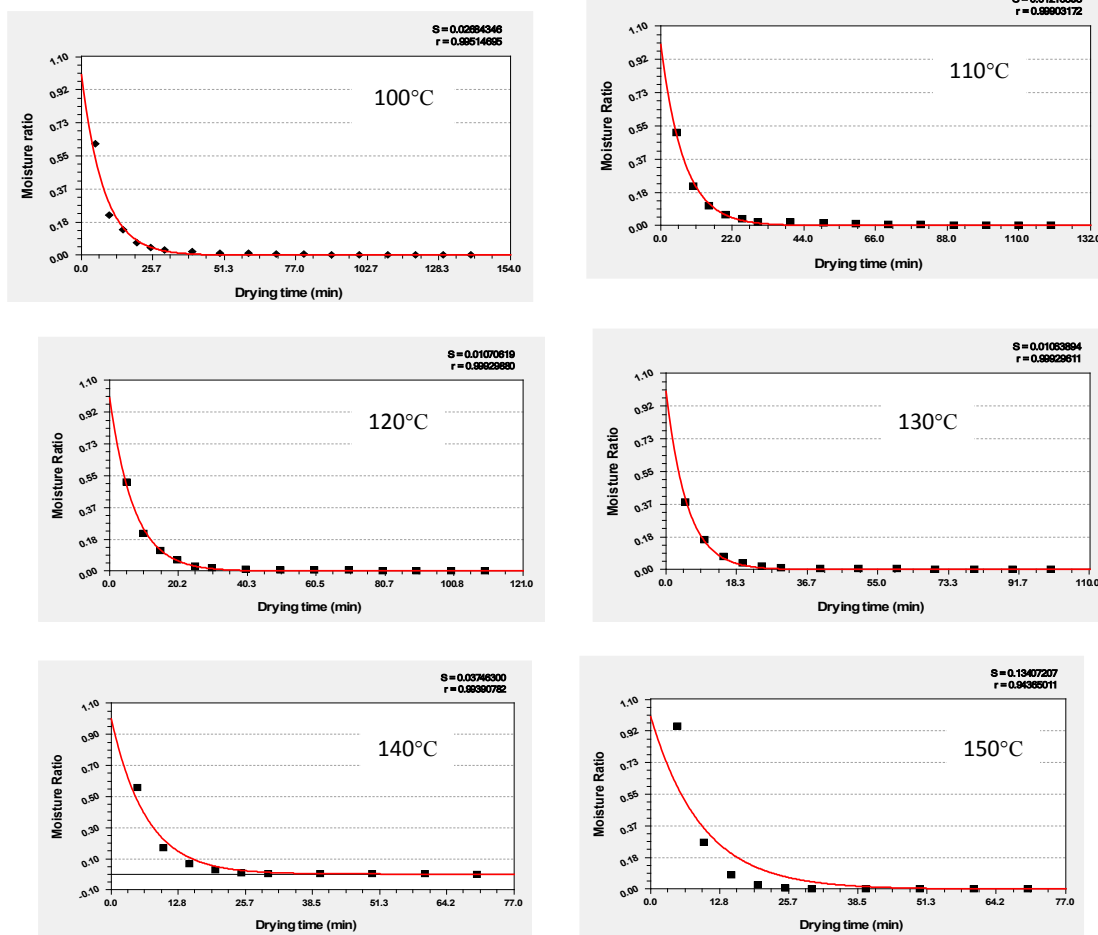 S = 0.02684346
r = 0.99514695
100°C
Moisture ratio
1.10
0.92
0.73
0.55
0.37
0.18
0.00
0.0 25.7 51.3 77.0 102.7 128.3 154.0
Drying time (min)
r = 0.99903172
110°C
Moisture Ratio
1.10
0.92
0.73
0.55
0.37
0.18
0.00
0.0 22.0 44.0 66.0 88.0 110.0 132.0
Drying time (min)
S = 0.01070619
r = 0.99929680
120°C
Moisture Ratio
1.10
0.92
0.73
0.55
0.37
0.18
0.00
0.0 20.2 40.3 60.5 80.7 100.8 121.0
Drying time (min)
S = 0.01063894
r = 0.99929611
130°C
Moisture Ratio
1.10
0.92
0.73
0.55
0.37
0.18
0.00
0.0 18.3 36.7 55.0 73.3 91.7 110.0
Drying time (min)
S = 0.03746300
r = 0.99390782
140°C
Moisture Ratio
1.10
0.90
0.70
0.50
0.30
0.10
-0.10
0.0 12.8 25.7 38.5 51.3 64.2 77.0
Drying time (min)
S = 0.13407207
r = 0.94365011
150°C
Moisture Ratio
1.10
0.92
0.73
0.55
0.37
0.18
0.00
0.0 12.8 25.7 38.5 51.3 64.2 77.0
Drying time (min)